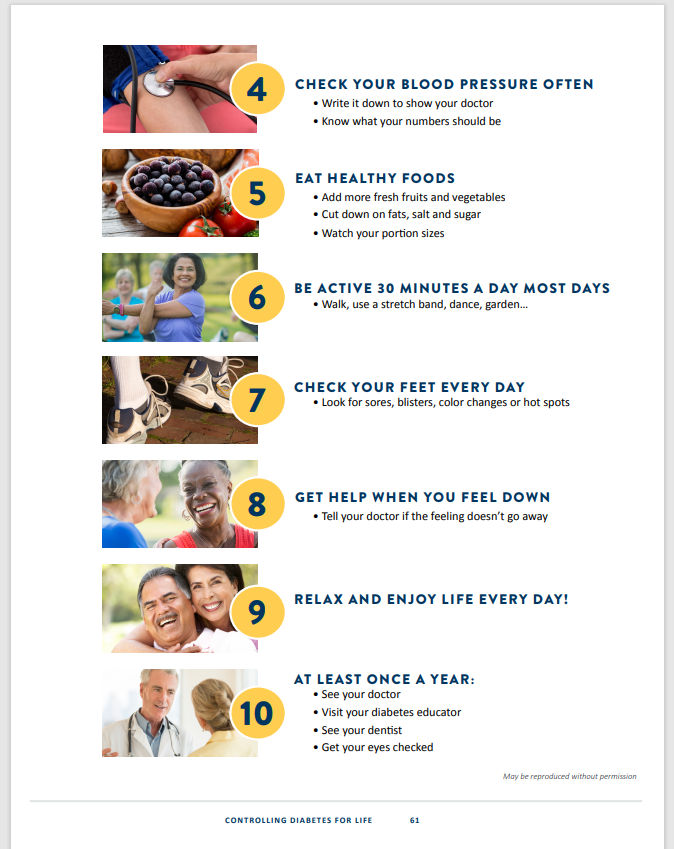 4
CHECK YOUR BLOOD PRESSURE OFTEN
• Write it down to show your doctor
• Know what your numbers should be
5
EAT HEALTHY FOODS
• Add more fresh fruits and vegetables
• Cut down on fats, salt and sugar
• Watch your portion sizes
6
BE ACTIVE 30 MINUTES A DAY MOST DAYS
• Walk, use a stretch band, dance, garden…
7
CHECK YOUR FEET EVERY DAY
• Look for sores, blisters, color changes or hot spots
8
GET HELP WHEN YOU FEEL DOWN
• Tell your doctor if the feeling doesn’t go away
9
RELAX AND ENJOY LIFE EVERY DAY!
10
AT LEAST ONCE A YEAR:
• See your doctor
• Visit your diabetes educator
• See your dentist
• Get your eyes checked
May be reproduced without permission
CONTROLLING DIABETES FOR LIFE 61